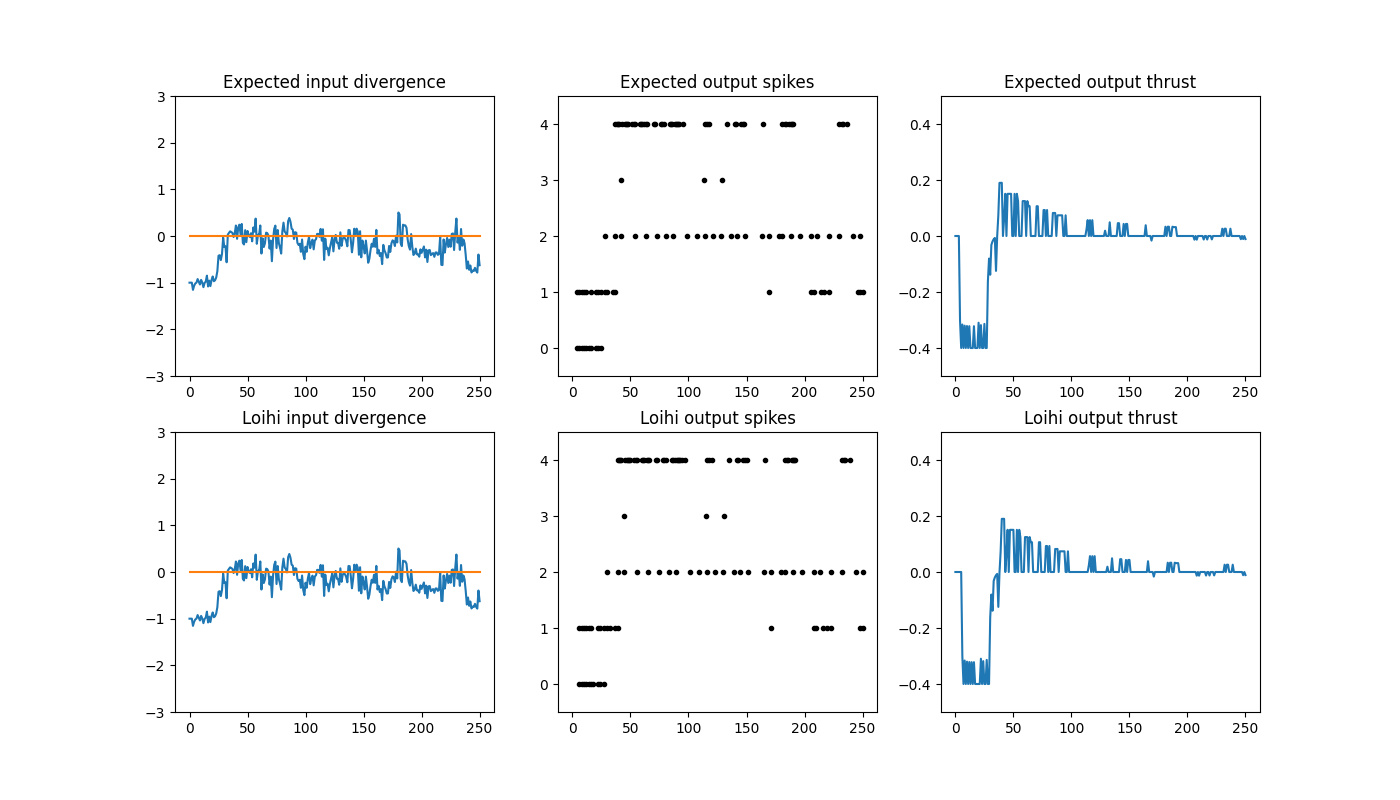 Expected input divergence
3
2
1
0
−1
−2
−3
0 50 100 150 200 250
Expected output spikes
4
3
2
1
0
0 50 100 150 200 250
Expected output thrust
0.4
0.2
0.0
−0.2
−0.4
0 50 100 150 200 250
Loihi input divergence
3
2
1
0
−1
−2
−3
0 50 100 150 200 250
Loihi output spikes
4
3
2
1
0
0 50 100 150 200 250
Loihi output thrust
0.4
0.2
0.0
−0.2
−0.4
0 50 100 150 200 250